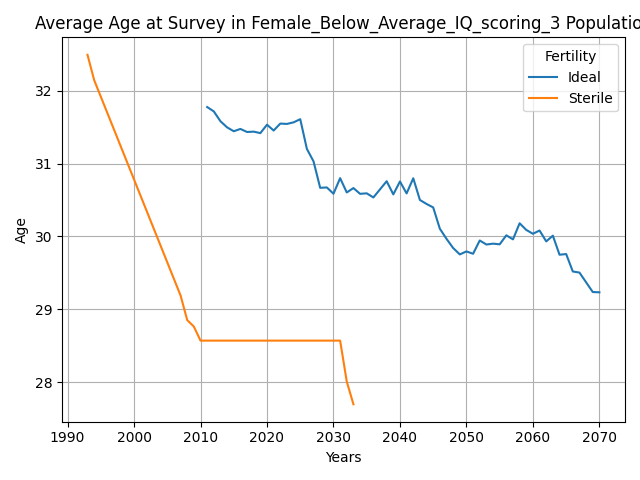 Average Age at Survey in Female_Below_Average_IQ_scoring_3 Populatio
Fertility
Ideal
Sterile
32
31
30
29
28
Age
1990 2000 2010 2020 2030 2040 2050 2060 2070
Years